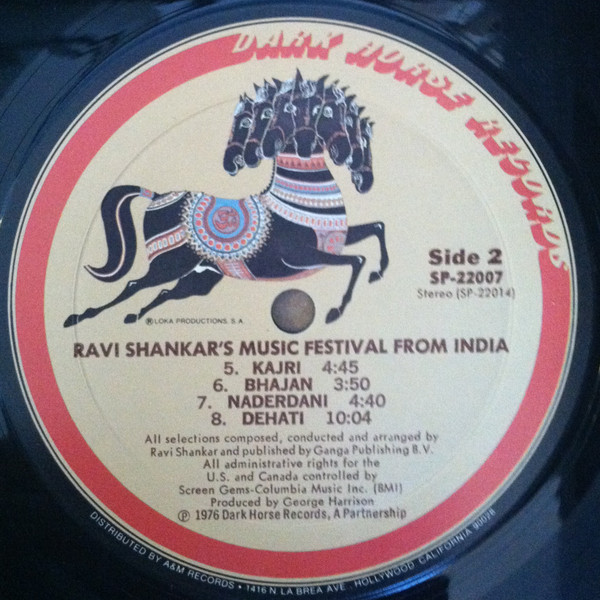 DARK HORSE RECORDS
Side 2
SP-22007
Stereo (SP-22014)
® LOKA PRODUCTIONS, S.A.
RAVI SHANKAR'S MUSIC FESTIVAL FROM INDIA
5. KAJRI 4:45
6. BHAJAN 3:50
7. NADERDANI 4:40
8. DEHATI 10:04
All selections composed, conducted and arranged by
Ravi Shankar and published by Ganga Publishing B.V.
All administrative rights for the
U.S. and Canada controlled by
Screen Gems-Columbia Music Inc. (BMI)
Produced by George Harrison
℗ 1976 Dark Horse Records, A Partnership
DISTRIBUTED BY A&M RECORDS • 1416 N LA BREA AVE HOLLYWOOD, CALIFORNIA 90028